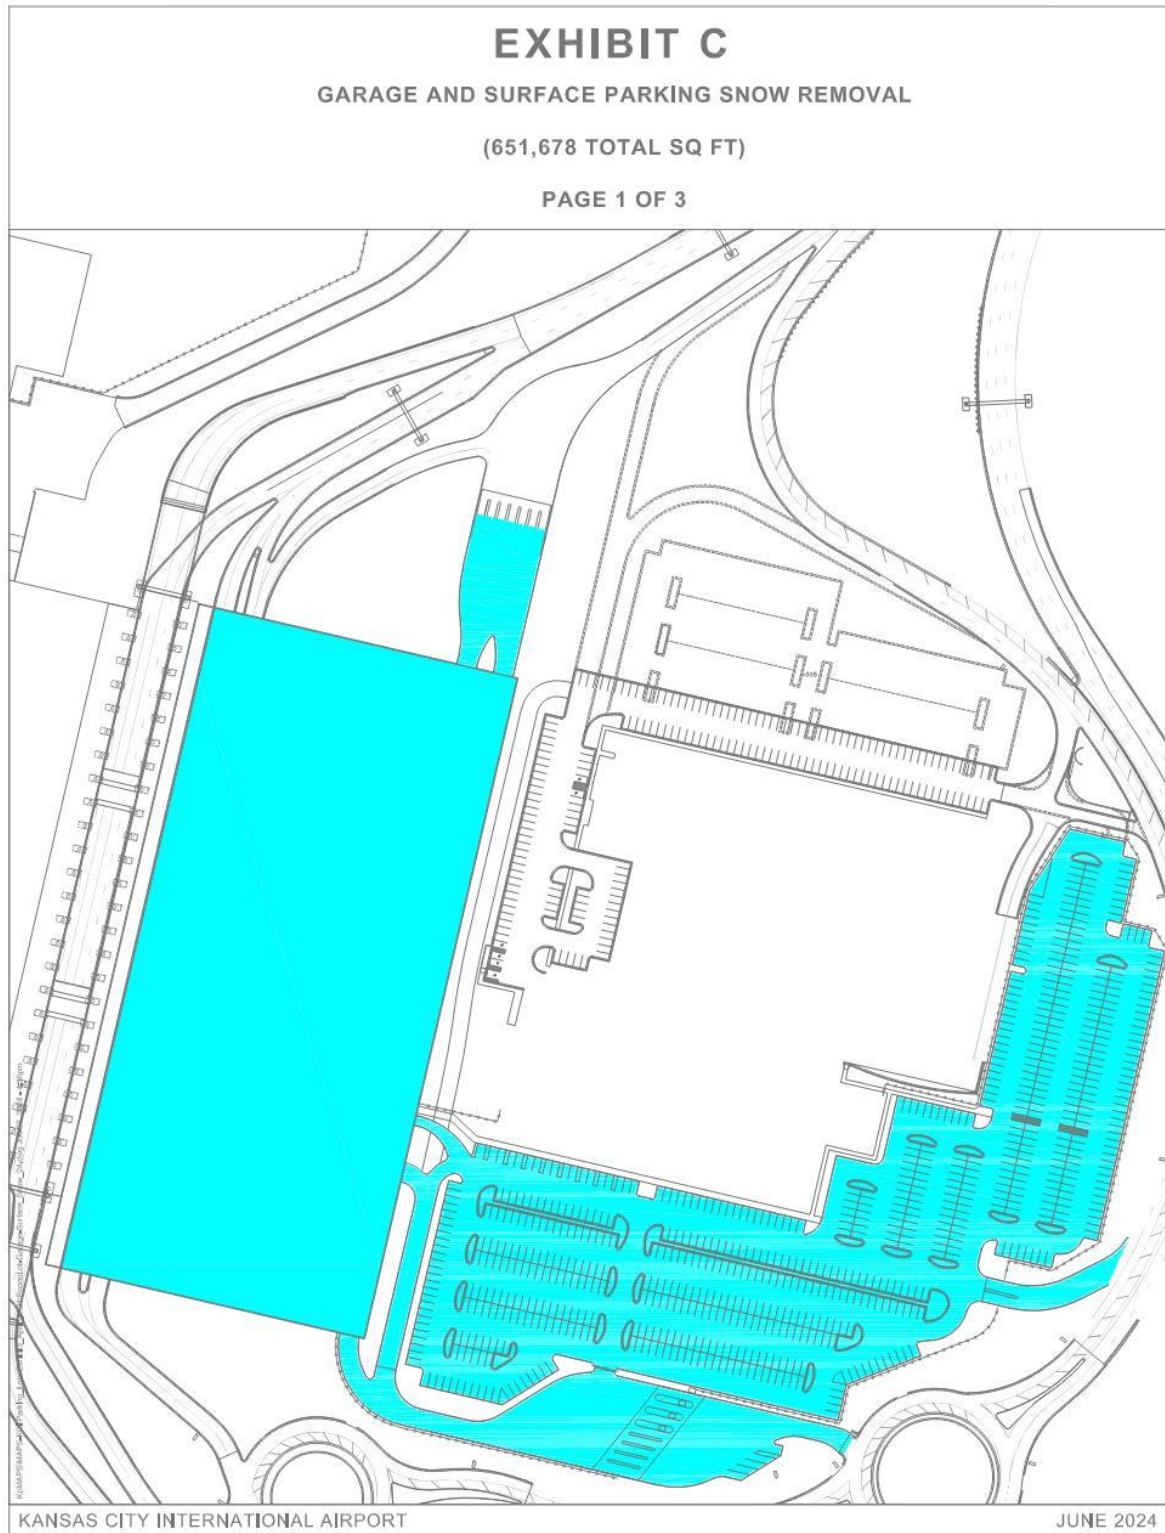 EXHIBIT C
GARAGE AND SURFACE PARKING SNOW REMOVAL
(651,678 TOTAL SQ FT)
PAGE 1 OF 3
KANSAS CITY INTERNATIONAL AIRPORT
JUNE 2024